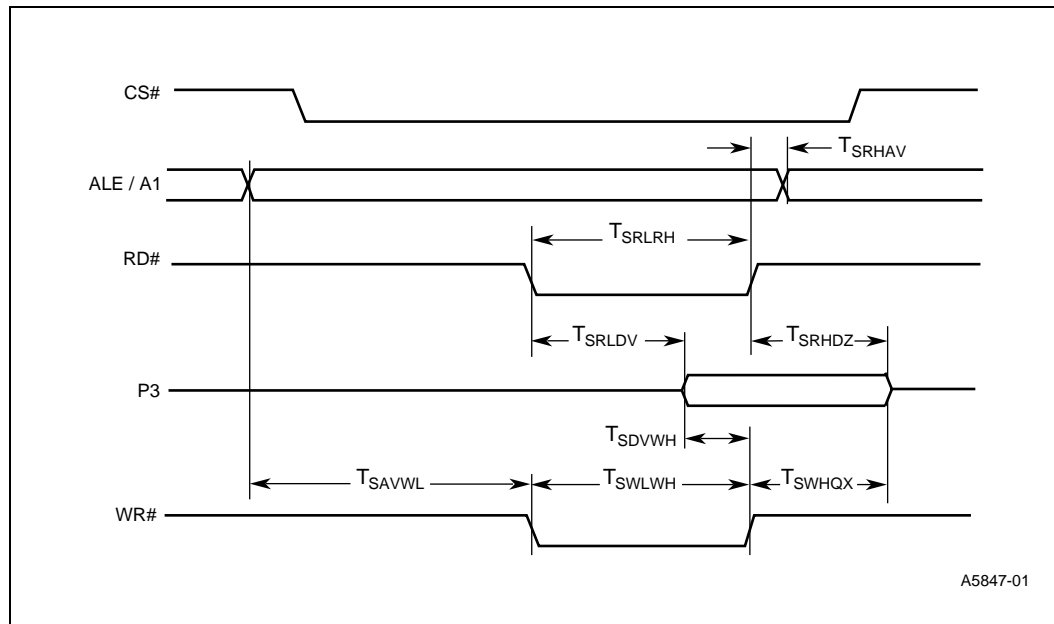 CS#
T_SRHAV
ALE / A1
T_SRLRH
RD#
T_SRLDV
T_SRHDZ
P3
T_SDVWH
T_SAVWL
T_SWLWH
T_SWHQX
WR#
A5847-01